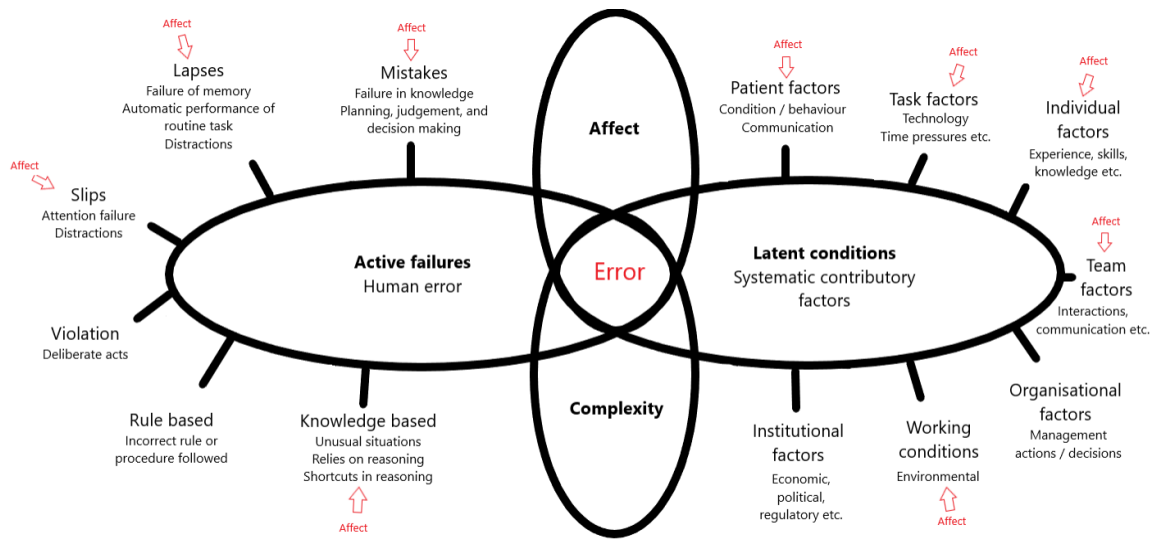 Affect
Lapses
Failure of memory
Automatic performance of
routine task
Distractions
Affect
Mistakes
Failure in knowledge
Planning, judgement, and
decision making
Affect
Slips
Attention failure
Distractions
Violation
Deliberate acts
Rule based
Incorrect rule or
procedure followed
Knowledge based
Unusual situations
Relies on reasoning
Shortcuts in reasoning
Affect
Active failures
Human error
Affect
Error
Complexity
Latent conditions
Systematic contributory
factors
Affect
Patient factors
Condition / behaviour
Communication
Affect
Task factors
Technology
Time pressures etc.
Affect
Individual
factors
Experience, skills,
knowledge etc.
Affect
Team
factors
Interactions,
communication etc.
Organisational
factors
Management
actions / decisions
Working
conditions
Environmental
Affect
Institutional
factors
Economic,
political,
regulatory etc.